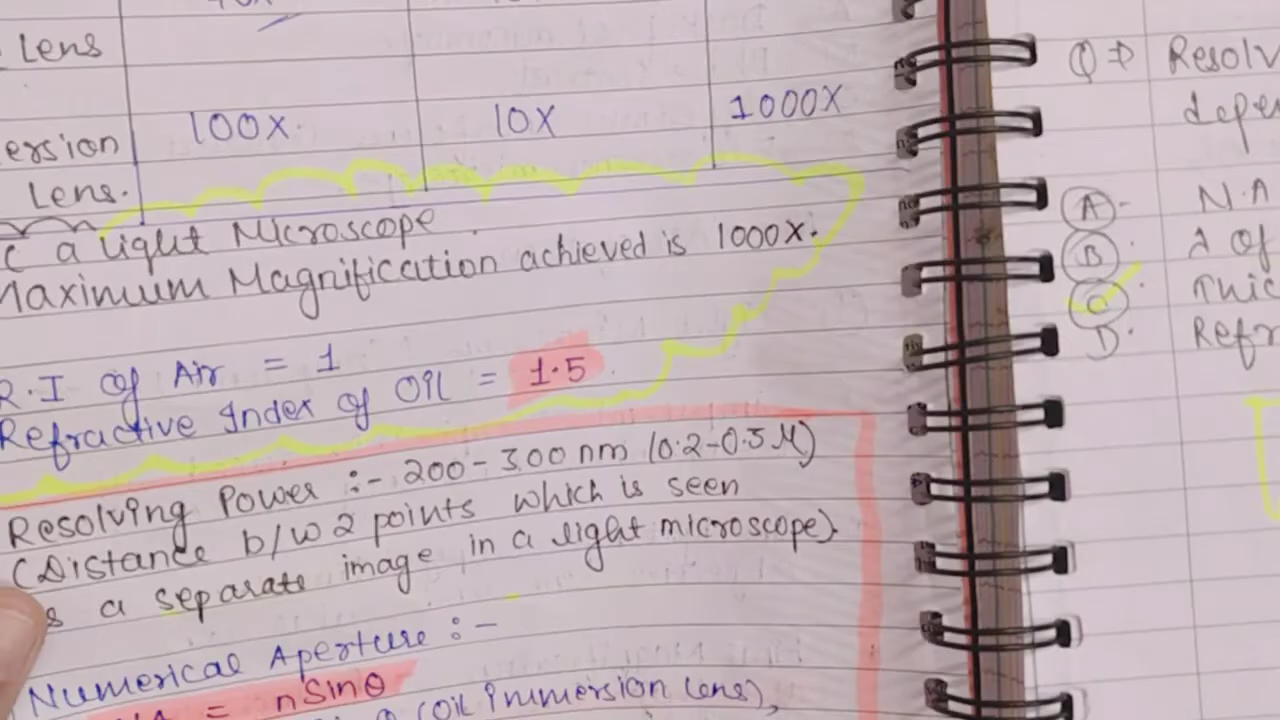 Lens
ersion 100X 10X 1000X
Lens.
a Light Microscope
Maximum Magnification achieved is 1000X.
R.I of Air = 1
Refractive Index of Oil = 1.5
Resolving Power :- 200-300 nm (0.2-0.3 M)
(Distance b/w 2 points which is seen
s a separate image in a light microscope)
Numerical Aperture :-
NA = nSinθ
(oil immersion lens),
Q ⇒ Resolv
depe
A - N.A
B. λ of
C. Thic
D. Refr